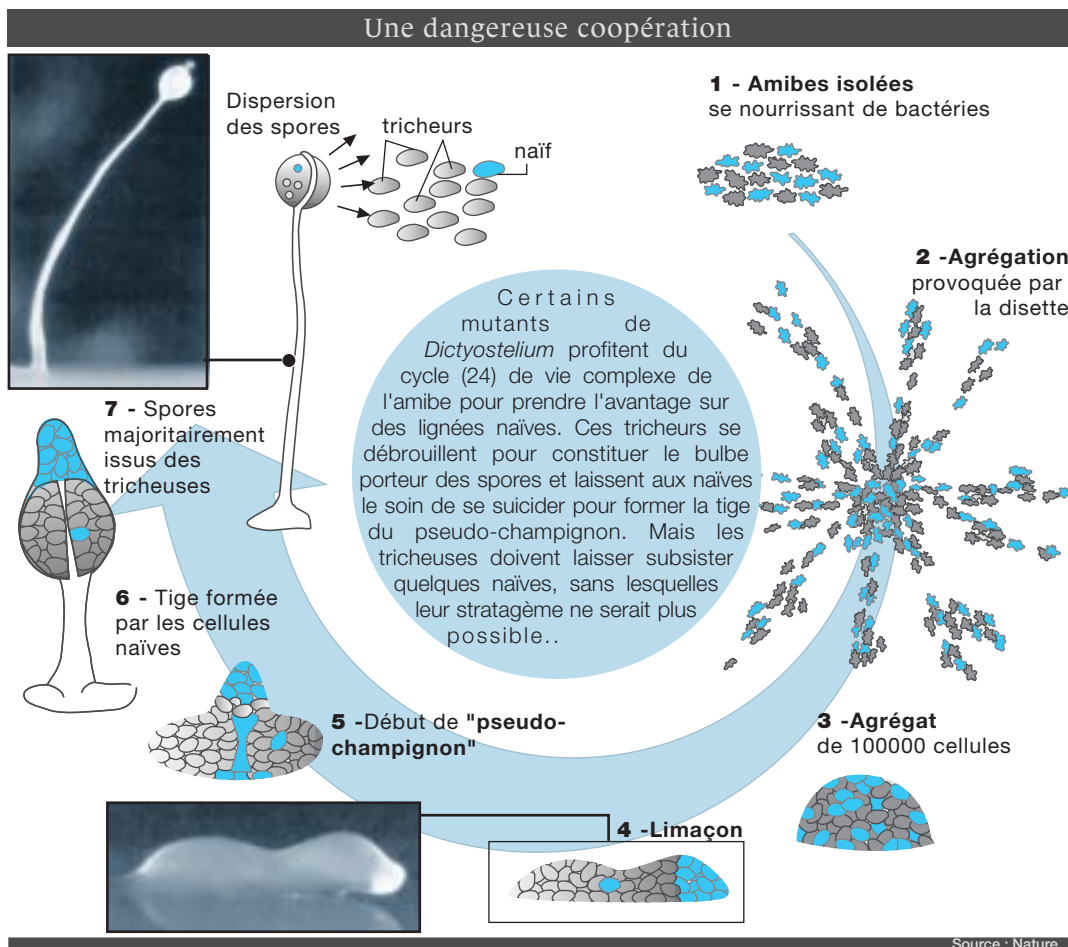 Une dangereuse coopération
Dispersion
des spores
tricheurs
naïf
1 - Amibes isolées
se nourrissant de bactéries
2 -Agrégation
provoquée par
la disette
Certains
mutants de
Dictyostelium profitent du
cycle (24) de vie complexe de
l'amibe pour prendre l'avantage sur
des lignées naïves. Ces tricheurs se
débrouillent pour constituer le bulbe
porteur des spores et laissent aux naïves
le soin de se suicider pour former la tige
du pseudo-champignon. Mais les
tricheuses doivent laisser subsister
quelques naïves, sans lesquelles
leur stratagème ne serait plus
possible..
3 -Agrégat
de 100000 cellules
4 -Limaçon
5 -Début de "pseudo-
champignon"
6 - Tige formée
par les cellules
naïves
7 - Spores
majoritairement
issus des
tricheuses
Source : Nature